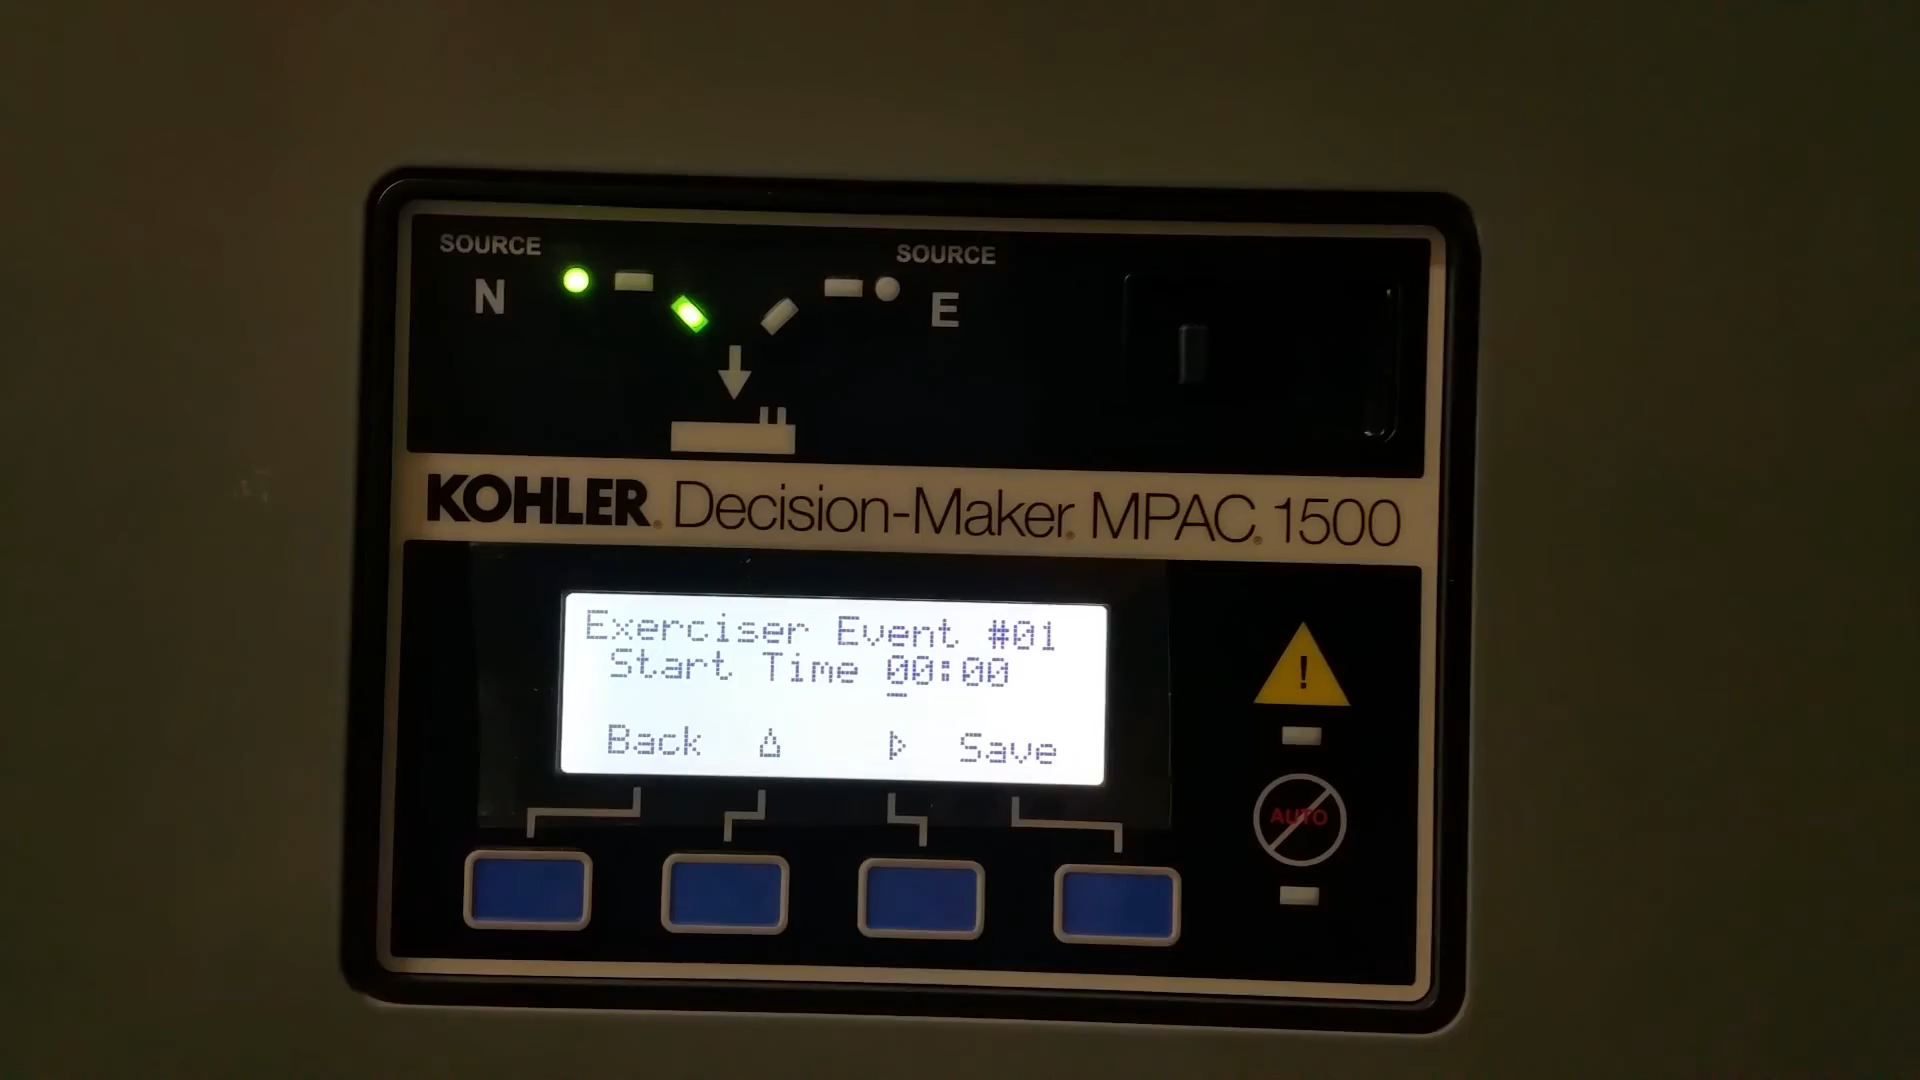 SOURCE
N
SOURCE
E
KOHLER® Decision-Maker® MPAC® 1500
Exerciser Event #01
Start Time 00:00
Back △ ▷ Save
!
AUTO